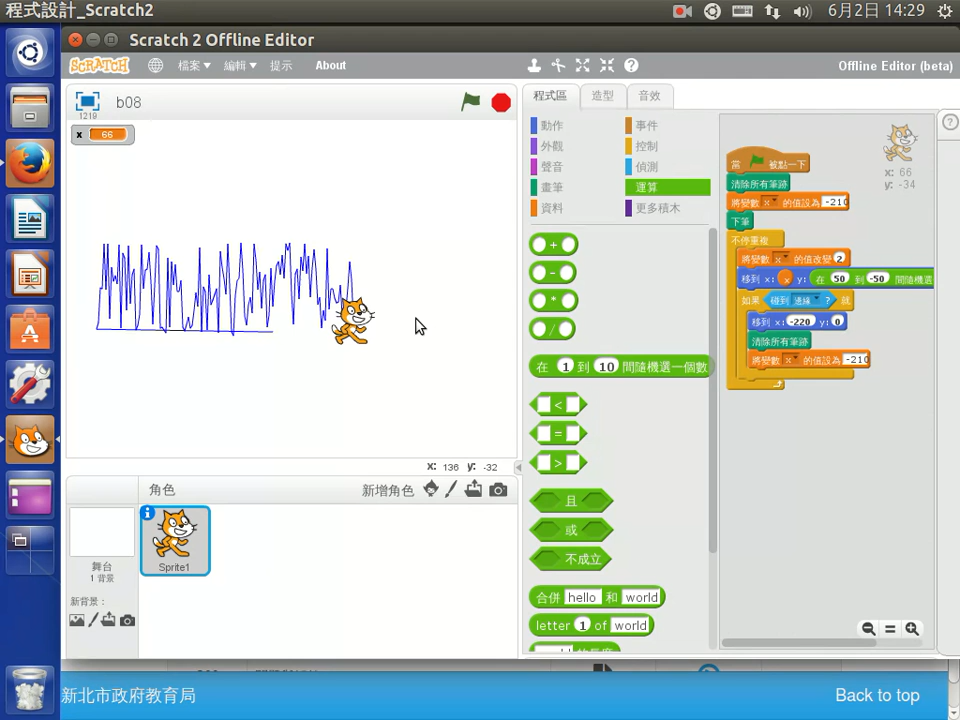 程式設計_Scratch2
6月2日 14:29
Scratch 2 Offline Editor
SCRATCH 檔案 編輯 提示 About
Offline Editor (beta)
b08
1219
x 66
x: 136 y: -32
角色
新增角色
舞台
1 背景
新背景:
Sprite1
程式區 造型 音效
動作 事件
外觀 控制
聲音 偵測
畫筆 運算
資料 更多積木
+
-
*
/
在 1 到 10 間隨機選一個數
<
=
>
且
或
不成立
合併 hello 和 world
letter 1 of world
x: 66
y: -34
當 被點一下
清除所有筆跡
將變數 x 的值設為 -210
下筆
不停重複
將變數 x 的值改變 2
移到 x: x y: 在 50 到 -50 間隨機選
如果 碰到 邊緣 ? 就
移到 x: -220 y: 0
清除所有筆跡
將變數 x 的值設為 -210
新北市政府教育局
Back to top